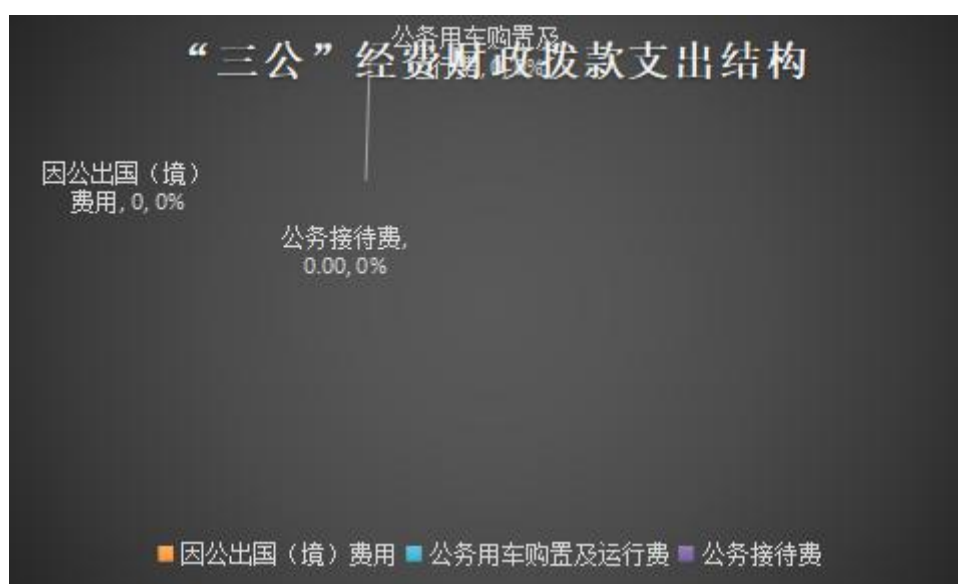 “三公”经费财政拨款支出结构
公务用车购置及
因公出国（境）
费用, 0, 0%
公务接待费,
0.00, 0%
因公出国（境）费用 公务用车购置及运行费 公务接待费